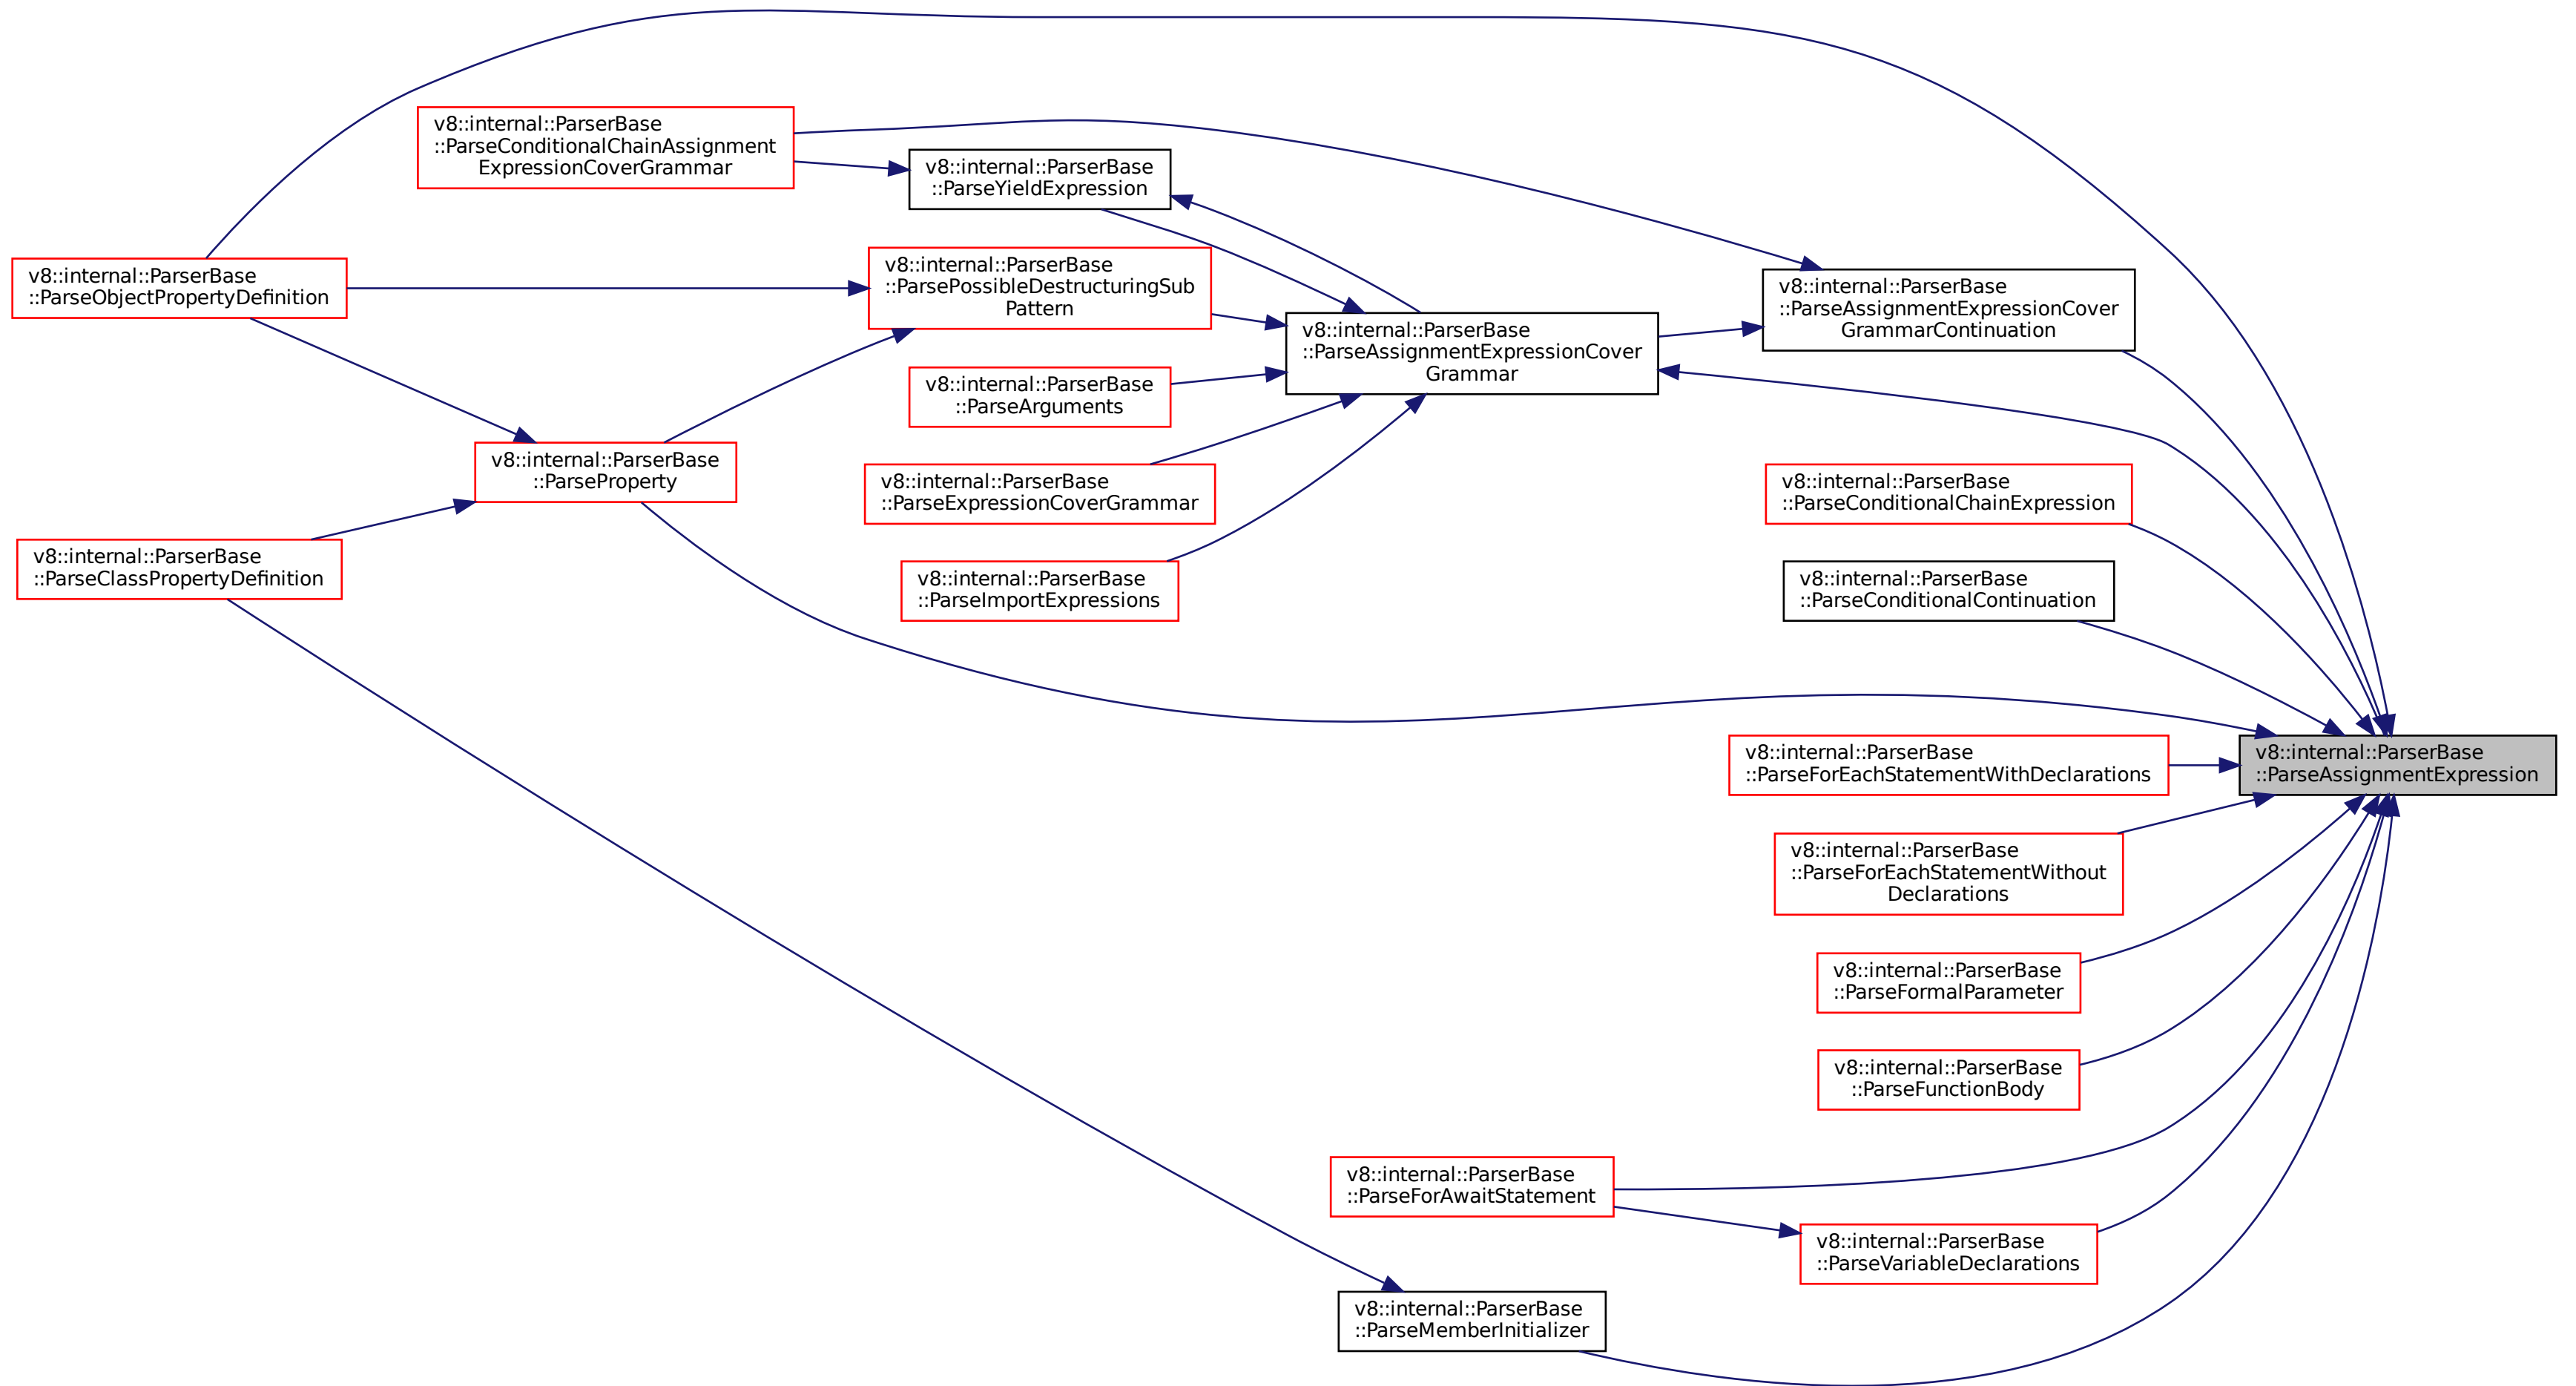 v8::internal::ParserBase
::ParseConditionalChainAssignment
ExpressionCoverGrammar
v8::internal::ParserBase
::ParseYieldExpression
v8::internal::ParserBase
::ParseObjectPropertyDefinition
v8::internal::ParserBase
::ParsePossibleDestructuringSub
Pattern
v8::internal::ParserBase
::ParseAssignmentExpressionCover
GrammarContinuation
v8::internal::ParserBase
::ParseAssignmentExpressionCover
Grammar
v8::internal::ParserBase
::ParseArguments
v8::internal::ParserBase
::ParseProperty
v8::internal::ParserBase
::ParseExpressionCoverGrammar
v8::internal::ParserBase
::ParseConditionalChainExpression
v8::internal::ParserBase
::ParseClassPropertyDefinition
v8::internal::ParserBase
::ParseImportExpressions
v8::internal::ParserBase
::ParseConditionalContinuation
v8::internal::ParserBase
::ParseForEachStatementWithDeclarations
v8::internal::ParserBase
::ParseAssignmentExpression
v8::internal::ParserBase
::ParseForEachStatementWithout
Declarations
v8::internal::ParserBase
::ParseFormalParameter
v8::internal::ParserBase
::ParseFunctionBody
v8::internal::ParserBase
::ParseForAwaitStatement
v8::internal::ParserBase
::ParseVariableDeclarations
v8::internal::ParserBase
::ParseMemberInitializer